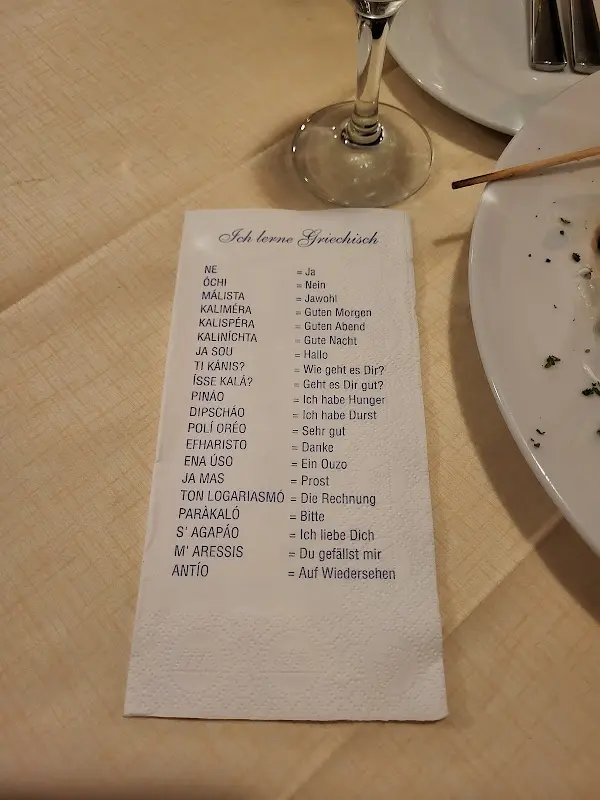 Ich lerne Griechisch
NE = Ja
ÓCHI = Nein
MÁLISTA = Jawohl
KALIMÉRA = Guten Morgen
KALISPÉRA = Guten Abend
KALINÍCHTA = Gute Nacht
JA SOU = Hallo
TI KÁNIS? = Wie geht es Dir?
ÍSSE KALÁ? = Geht es Dir gut?
PINÁO = Ich habe Hunger
DIPSCHÁO = Ich habe Durst
POLÍ ORÉO = Sehr gut
EFHARISTO = Danke
ENA ÚSO = Ein Ouzo
JA MAS = Prost
TON LOGARIASMÓ = Die Rechnung
PARÀKALÓ = Bitte
S' AGAPÁO = Ich liebe Dich
M' ARESSIS = Du gefällst mir
ANTÍO = Auf Wiedersehen